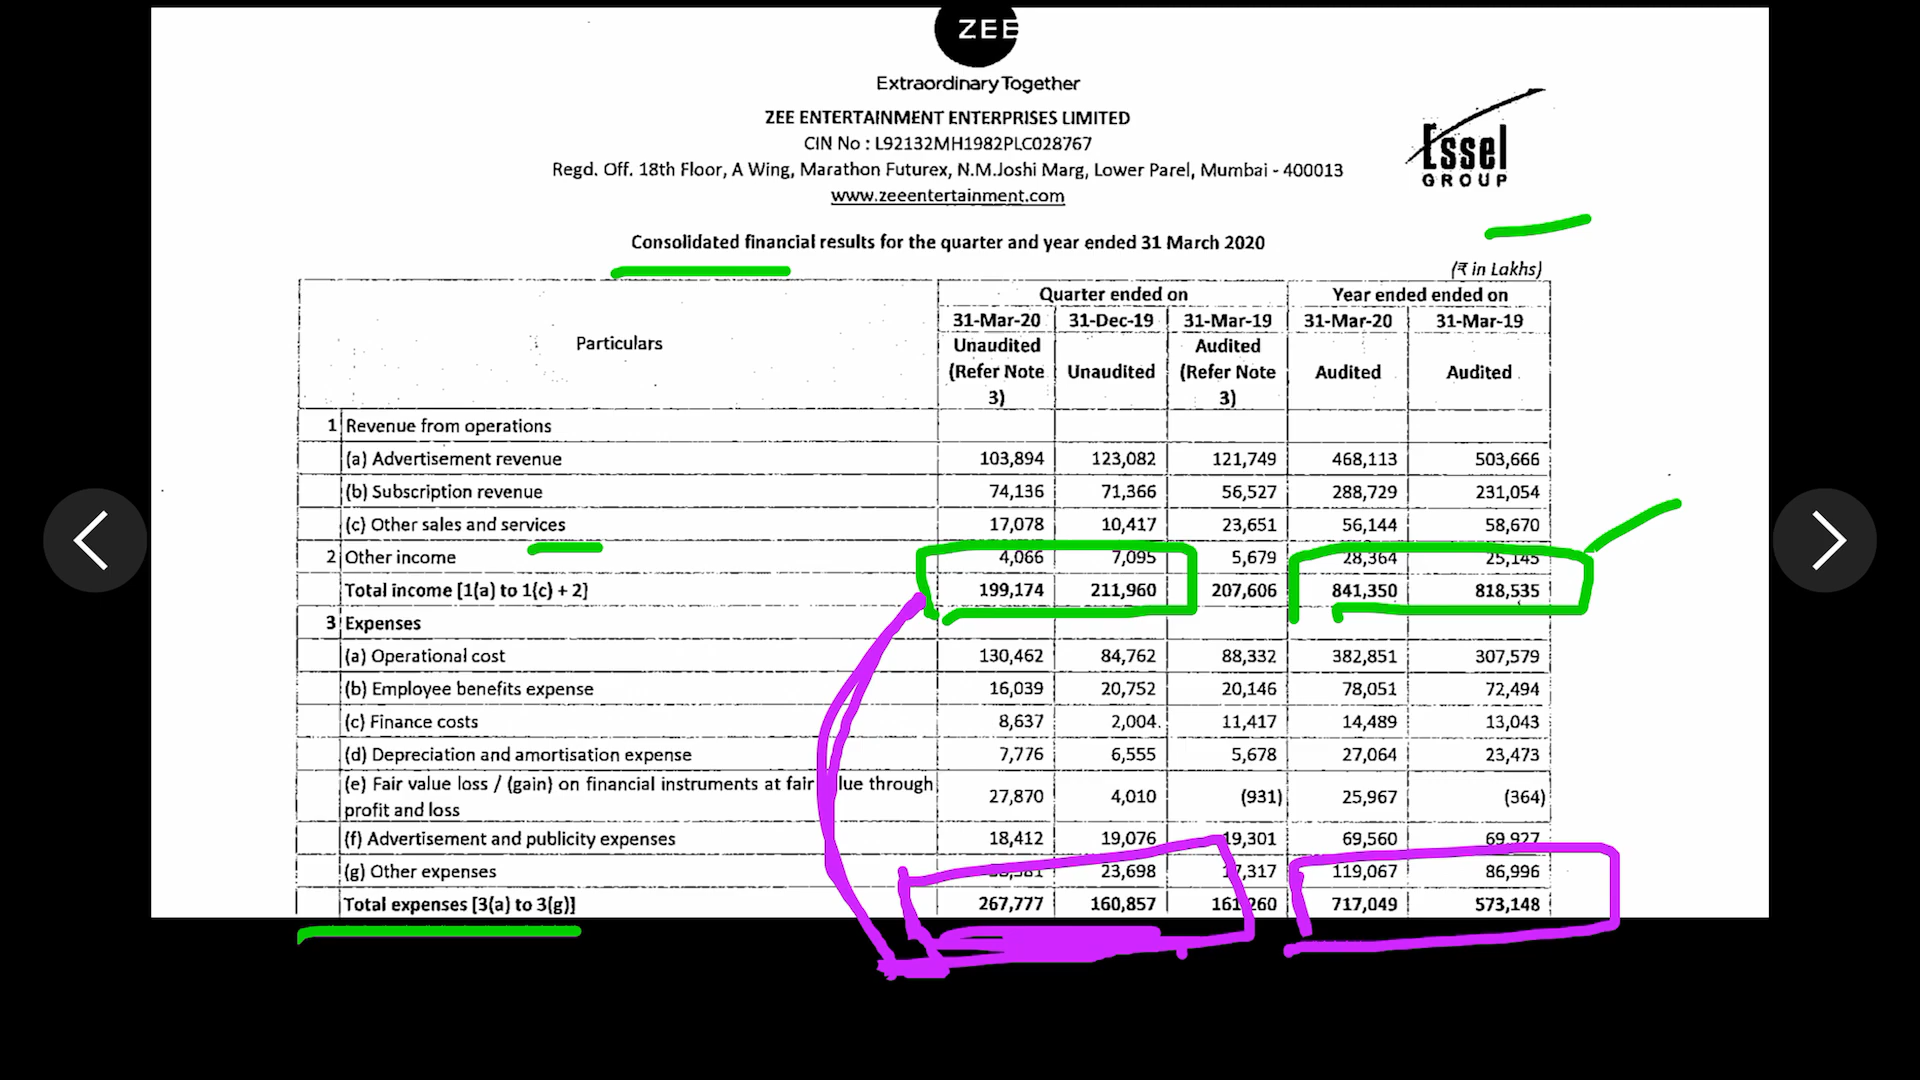 ZEE
Extraordinary Together
ZEE ENTERTAINMENT ENTERPRISES LIMITED
CIN No : L92132MH1982PLC028767
Regd. Off. 18th Floor, A Wing, Marathon Futurex, N.M.Joshi Marg, Lower Parel, Mumbai - 400013
www.zeeentertainment.com
Essel
GROUP
Consolidated financial results for the quarter and year ended 31 March 2020
(₹ in Lakhs)
Particulars Quarter ended on Year ended ended on
31-Mar-20 31-Dec-19 31-Mar-19 31-Mar-20 31-Mar-19
Unaudited (Refer Note 3) Unaudited Audited (Refer Note 3) Audited Audited
1 Revenue from operations
(a) Advertisement revenue 103,894 123,082 121,749 468,113 503,666
(b) Subscription revenue 74,136 71,366 56,527 288,729 231,054
(c) Other sales and services 17,078 10,417 23,651 56,144 58,670
2 Other income 4,066 7,095 5,679 28,364 25,145
Total income [1(a) to 1(c) + 2] 199,174 211,960 207,606 841,350 818,535
3 Expenses
(a) Operational cost 130,462 84,762 88,332 382,851 307,579
(b) Employee benefits expense 16,039 20,752 20,146 78,051 72,494
(c) Finance costs 8,637 2,004. 11,417 14,489 13,043
(d) Depreciation and amortisation expense 7,776 6,555 5,678 27,064 23,473
(e) Fair value loss / (gain) on financial instruments at fair lue through
profit and loss 27,870 4,010 (931) 25,967 (364)
(f) Advertisement and publicity expenses 18,412 19,076 19,301 69,560 69,927
(g) Other expenses 23,698 119,067 86,996
Total expenses [3(a) to 3(g)] 267,777 160,857 717,049 573,148